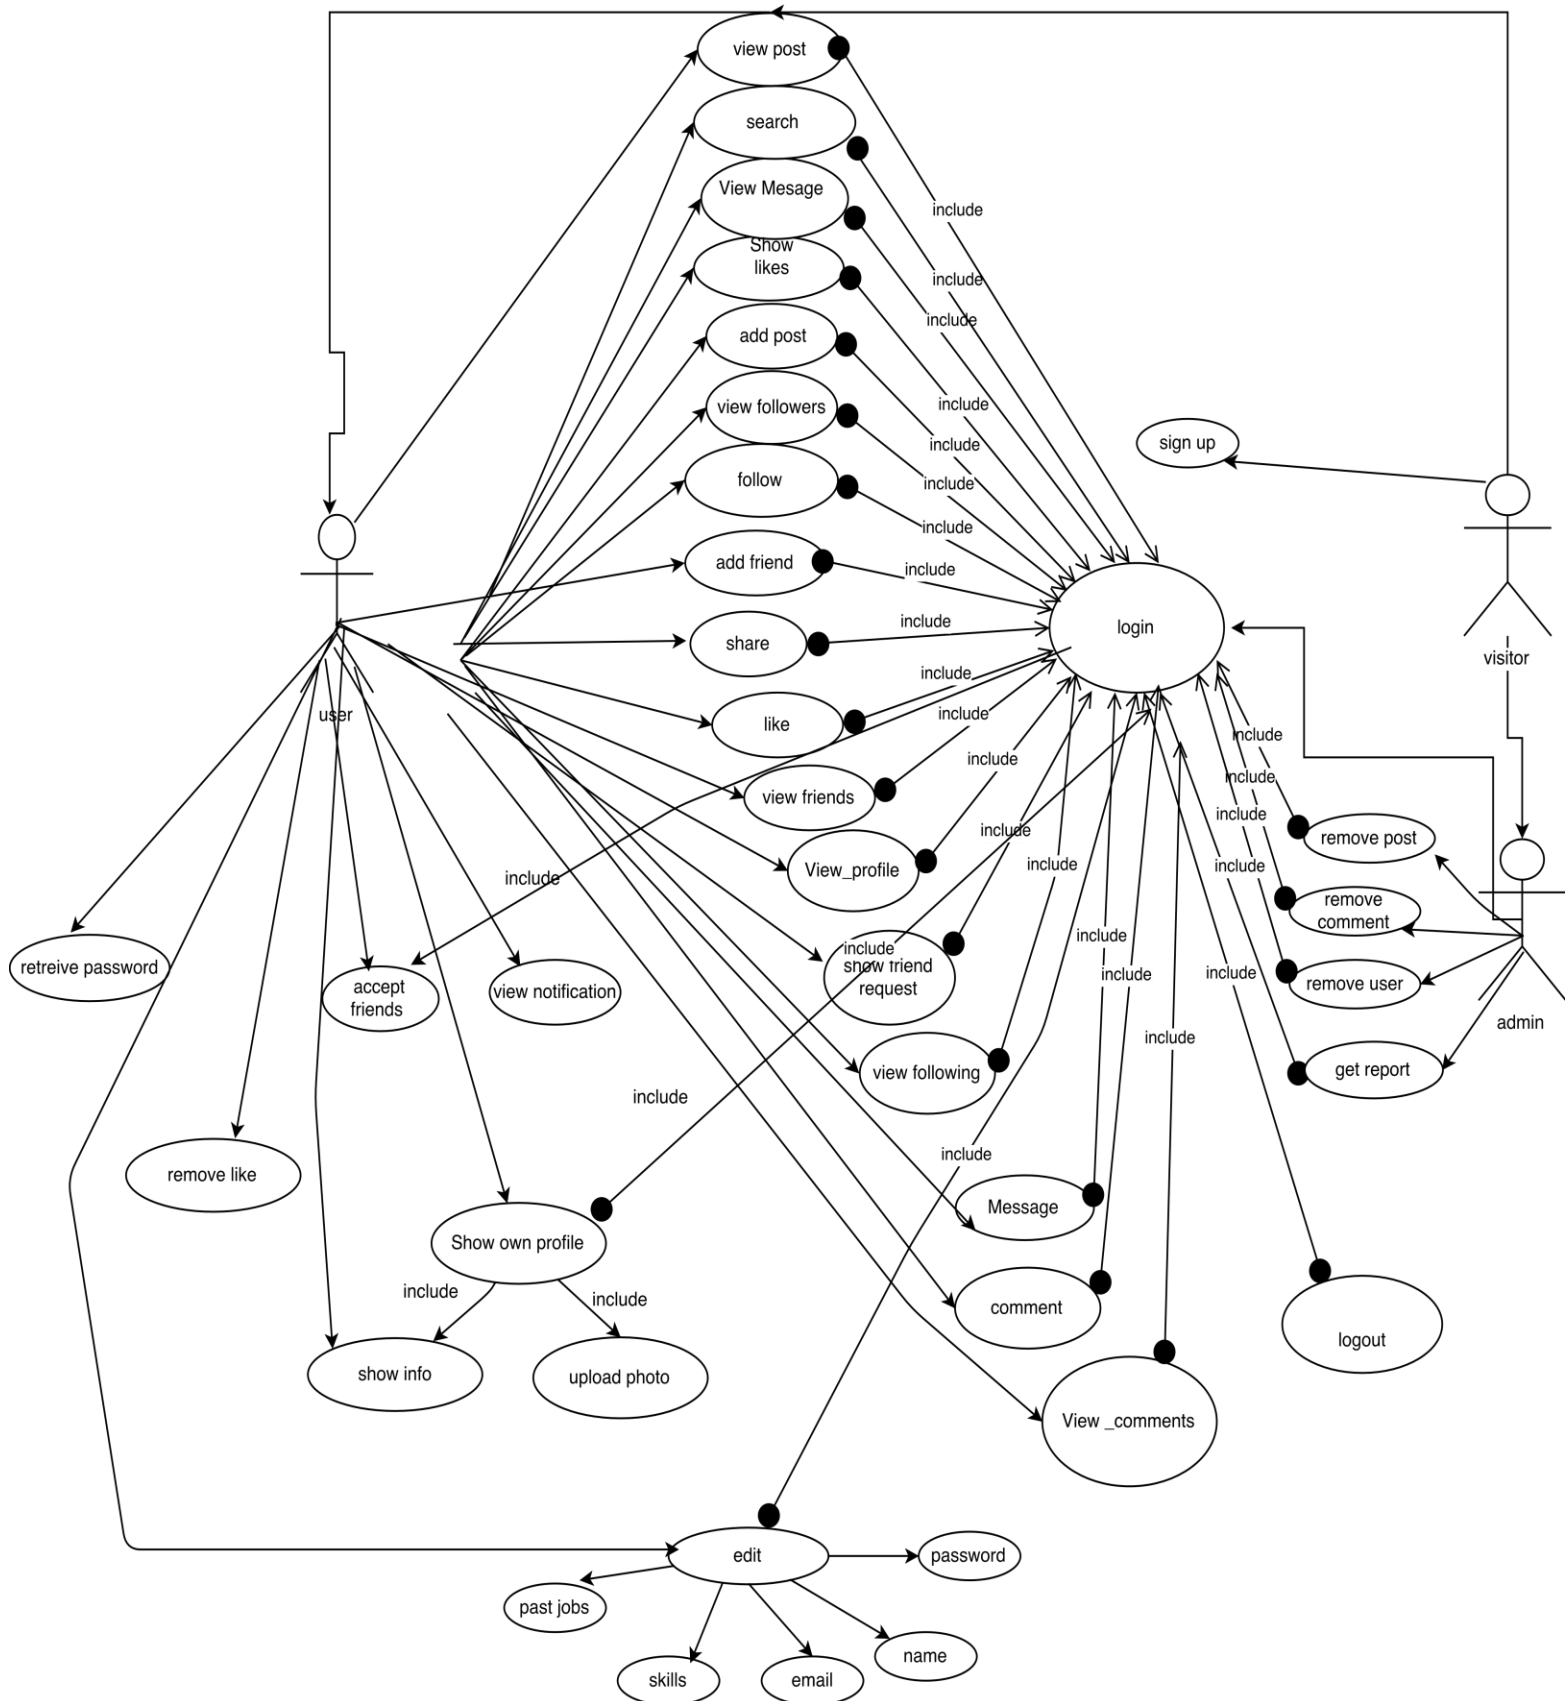 view post
search
include
View Mesage
Show
likes
include
include
add post
view followers
include
sign up
include
follow
include
include
add friend
include
share
include
login
visitor
like
include
user
include
include
include
view friends
include
include
include
remove post
View_profile
include
include
include
include
remove
comment
include
include
show friend
request
retreive password
accept
friends
view notification
include
include
remove user
admin
include
view following
get report
include
remove like
include
Message
Show own profile
include
include
comment
logout
show info
upload photo
View _comments
edit
password
past jobs
name
skills
email